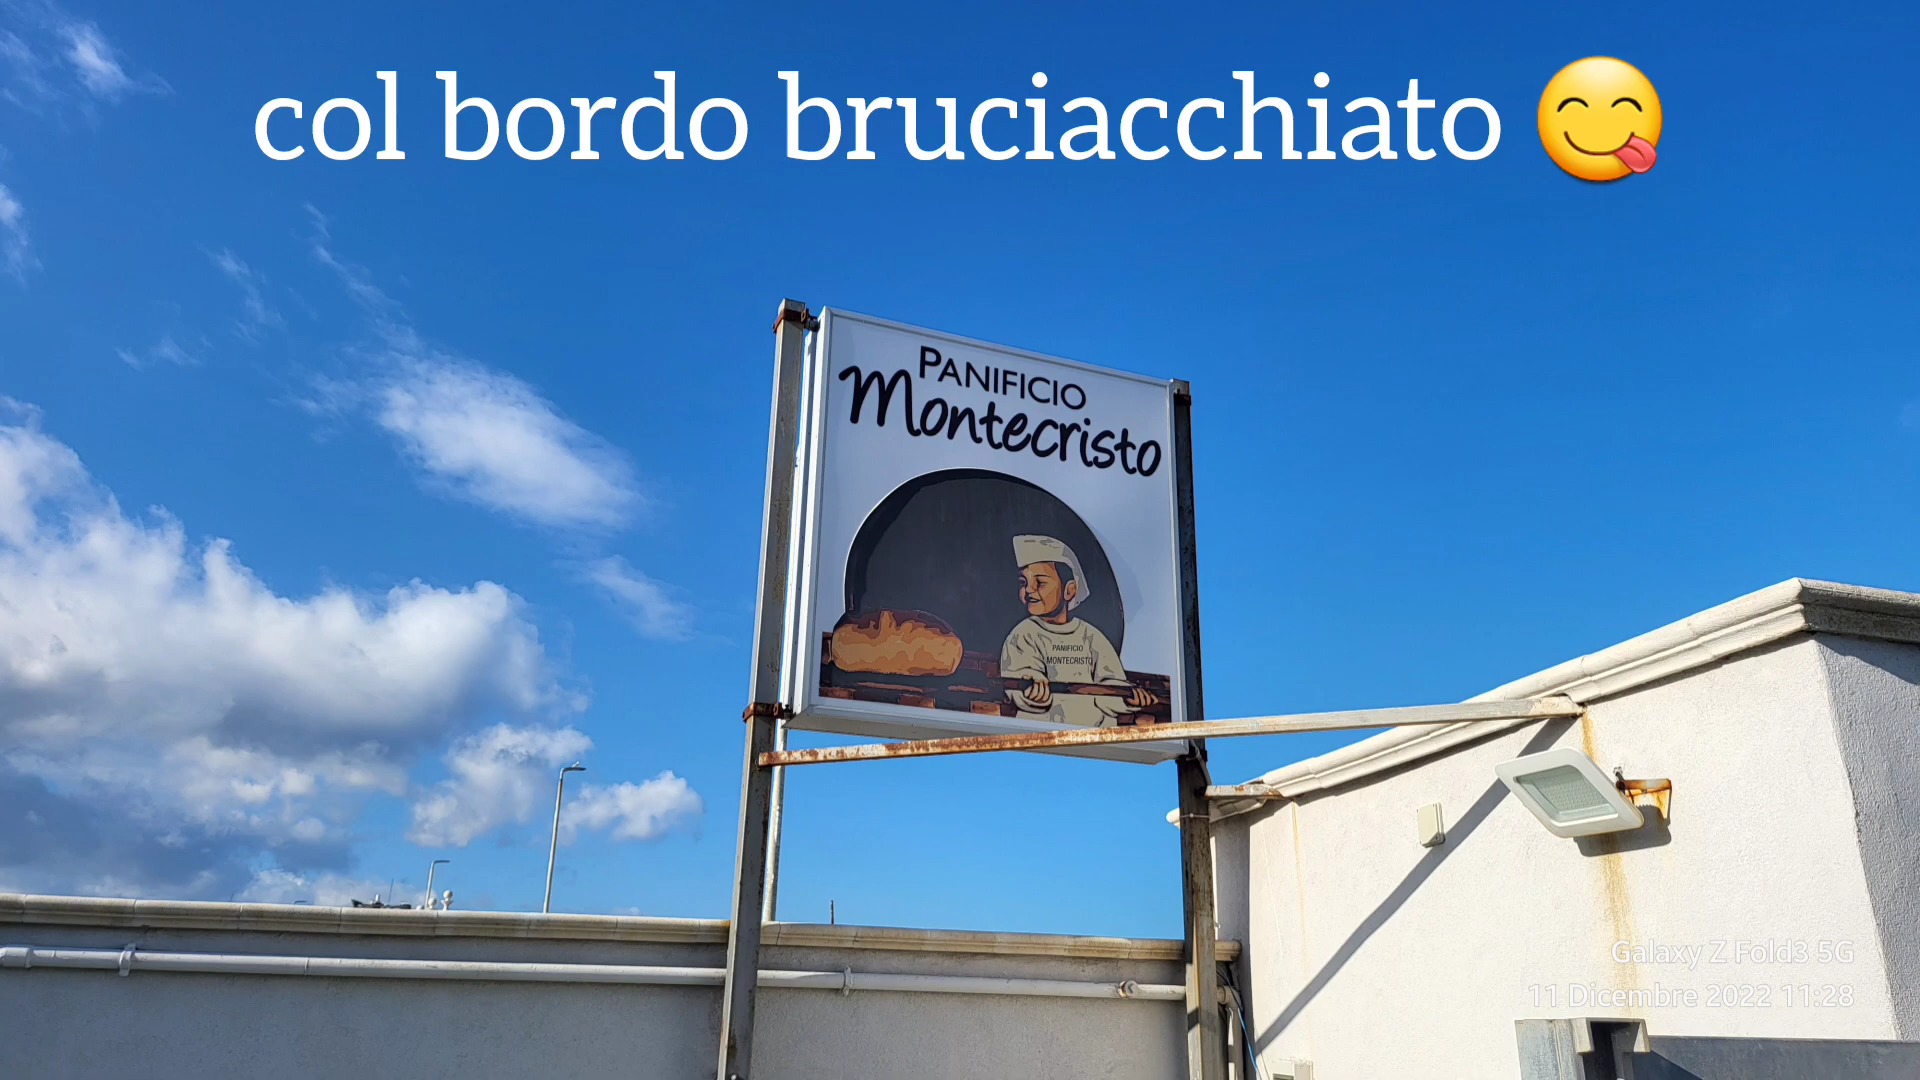 col bordo bruciacchiato 😋
PANIFICIO
Montecristo
PANIFICIO
MONTECRISTO
Galaxy Z Fold3 5G
11 Dicembre 2022 11:28